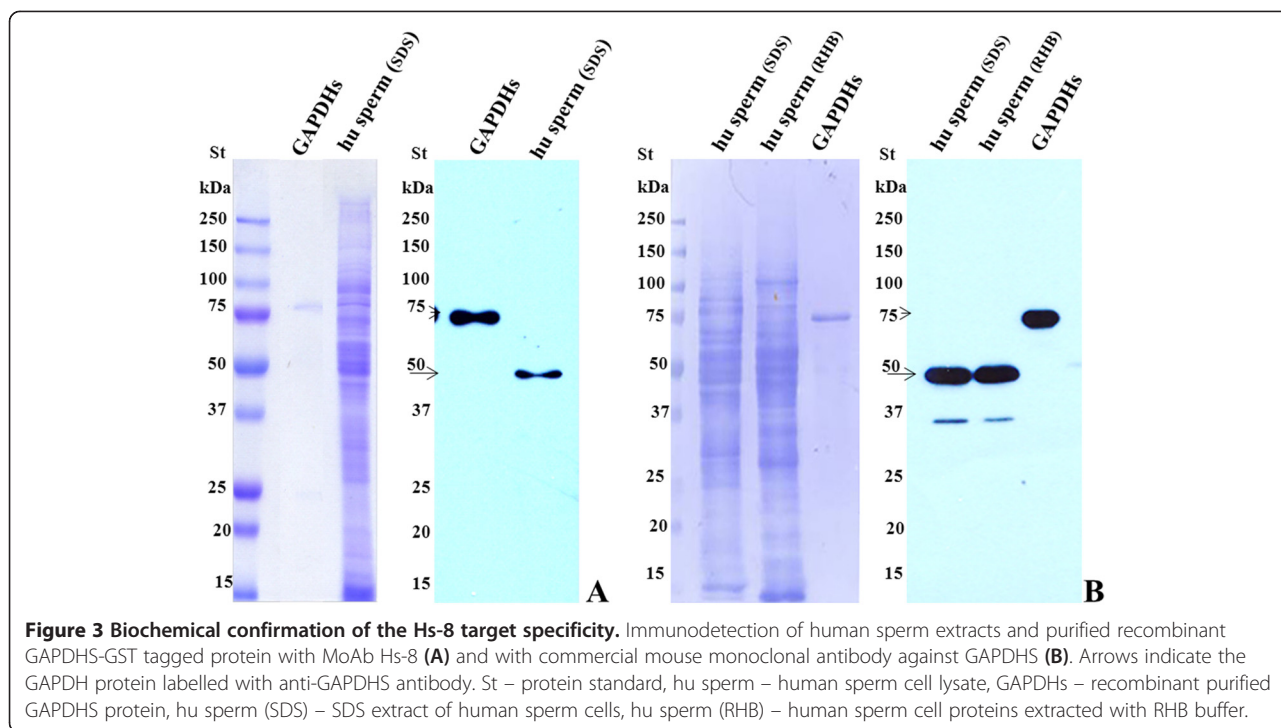 GAPDHs
hu sperm (SDS)
St
kDa
250
150
100
75
50
37
25
20
15
GAPDHs
hu sperm (SDS)
St
kDa
250
150
100
75
50
37
25
20
15
A
hu sperm (SDS)
hu sperm (RHB)
GAPDHs
St
kDa
250
150
100
75
50
37
25
20
15
hu sperm (SDS)
hu sperm (RHB)
GAPDHs
St
kDa
250
150
100
75
50
37
25
20
15
B
Figure 3 Biochemical confirmation of the Hs-8 target specificity. Immunodetection of human sperm extracts and purified recombinant
GAPDHS-GST tagged protein with MoAb Hs-8 (A) and with commercial mouse monoclonal antibody against GAPDHS (B). Arrows indicate the
GAPDH protein labelled with anti-GAPDHS antibody. St – protein standard, hu sperm – human sperm cell lysate, GAPDHs – recombinant purified
GAPDHS protein, hu sperm (SDS) – SDS extract of human sperm cells, hu sperm (RHB) – human sperm cell proteins extracted with RHB buffer.